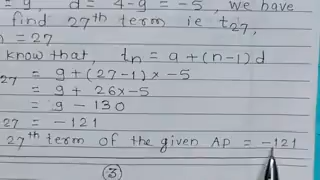 = 9, d = 4-9 = -5, we have
find 27th term ie t27,
n = 27
know that, tn = a + (n-1) d
27 = 9 + (27-1) × -5
= 9 + 26 × -5
= 9 - 130
27 = -121
27th term of the given AP = -121
(3)